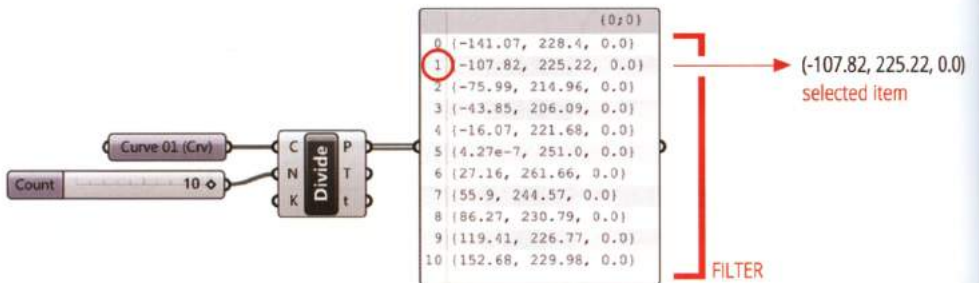 {0;0}
0 {-141.07, 228.4, 0.0}
1 {-107.82, 225.22, 0.0}
2 {-75.99, 214.96, 0.0}
3 {-43.85, 206.09, 0.0}
4 {-16.07, 221.68, 0.0}
5 {4.27e-7, 251.0, 0.0}
6 {27.16, 261.66, 0.0}
7 {55.9, 244.57, 0.0}
8 {86.27, 230.79, 0.0}
9 {119.41, 226.77, 0.0}
10 {152.68, 229.98, 0.0}
(-107.82, 225.22, 0.0)
selected item
Curve 01 (Crv)
Count
10
C
N
K
Divide
P
T
t
FILTER